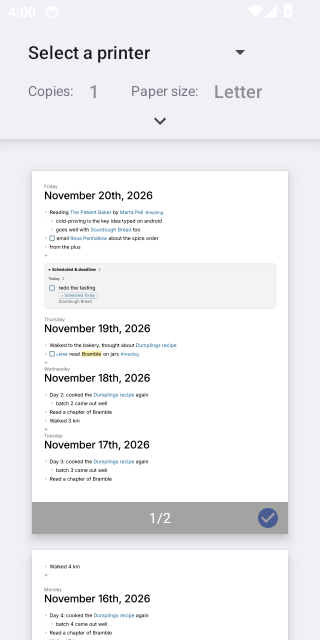 4:00
Select a printer
Copies: 1 Paper size: Letter
Friday
November 20th, 2026
Reading The Patient Baker by Marta Fell #reading
cold-proving is the key idea typed on android
goes well with Sourdough Bread too
email Rosa Penhallow about the spice order
from the plus
Scheduled & deadline 1
Today 1
redo the tasting
Scheduled Today
Sourdough Bread
Thursday
November 19th, 2026
Walked to the bakery, thought about Dumplings recipe
LATER read Bramble on jars #reading
Wednesday
November 18th, 2026
Day 2: cooked the Dumplings recipe again
batch 2 came out well
Read a chapter of Bramble
Walked 3 km
Tuesday
November 17th, 2026
Day 3: cooked the Dumplings recipe again
batch 3 came out well
Read a chapter of Bramble
1/2
Walked 4 km
Monday
November 16th, 2026
Day 4: cooked the Dumplings recipe again
batch 4 came out well
Read a chapter of Bramble